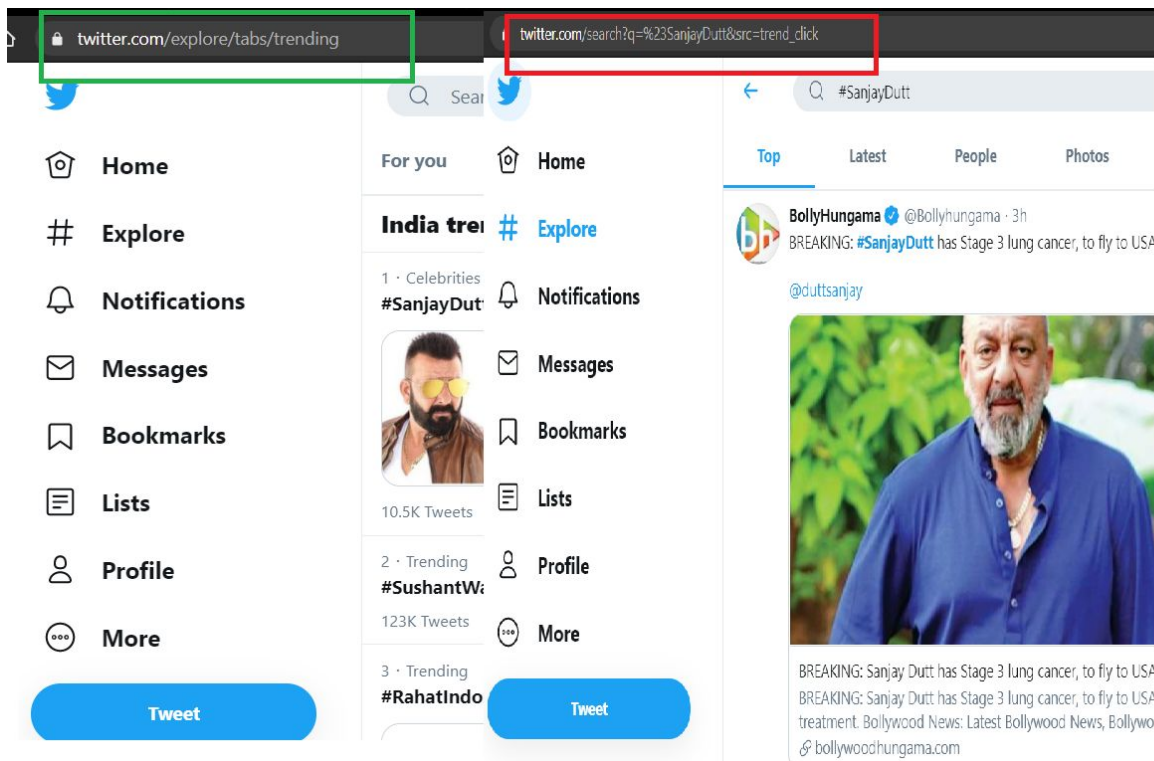 twitter.com/explore/tabs/trending
Home
Explore
Notifications
Messages
Bookmarks
Lists
Profile
More
Tweet
Sear
For you
India tre
1 · Celebrities
#SanjayDut
10.5K Tweets
2 · Trending
#SushantWa
123K Tweets
3 · Trending
#RahatIndo
twitter.com/search?q=%23SanjayDutt&src=trend_click
Home
Explore
Notifications
Messages
Bookmarks
Lists
Profile
More
Tweet
#SanjayDutt
Top Latest People Photos
BollyHungama @Bollyhungama · 3h
BREAKING: #SanjayDutt has Stage 3 lung cancer, to fly to USA
@duttsanjay
bh
BREAKING: Sanjay Dutt has Stage 3 lung cancer, to fly to USA
BREAKING: Sanjay Dutt has Stage 3 lung cancer, to fly to USA
treatment. Bollywood News: Latest Bollywood News, Bollywo
bollywoodhungama.com